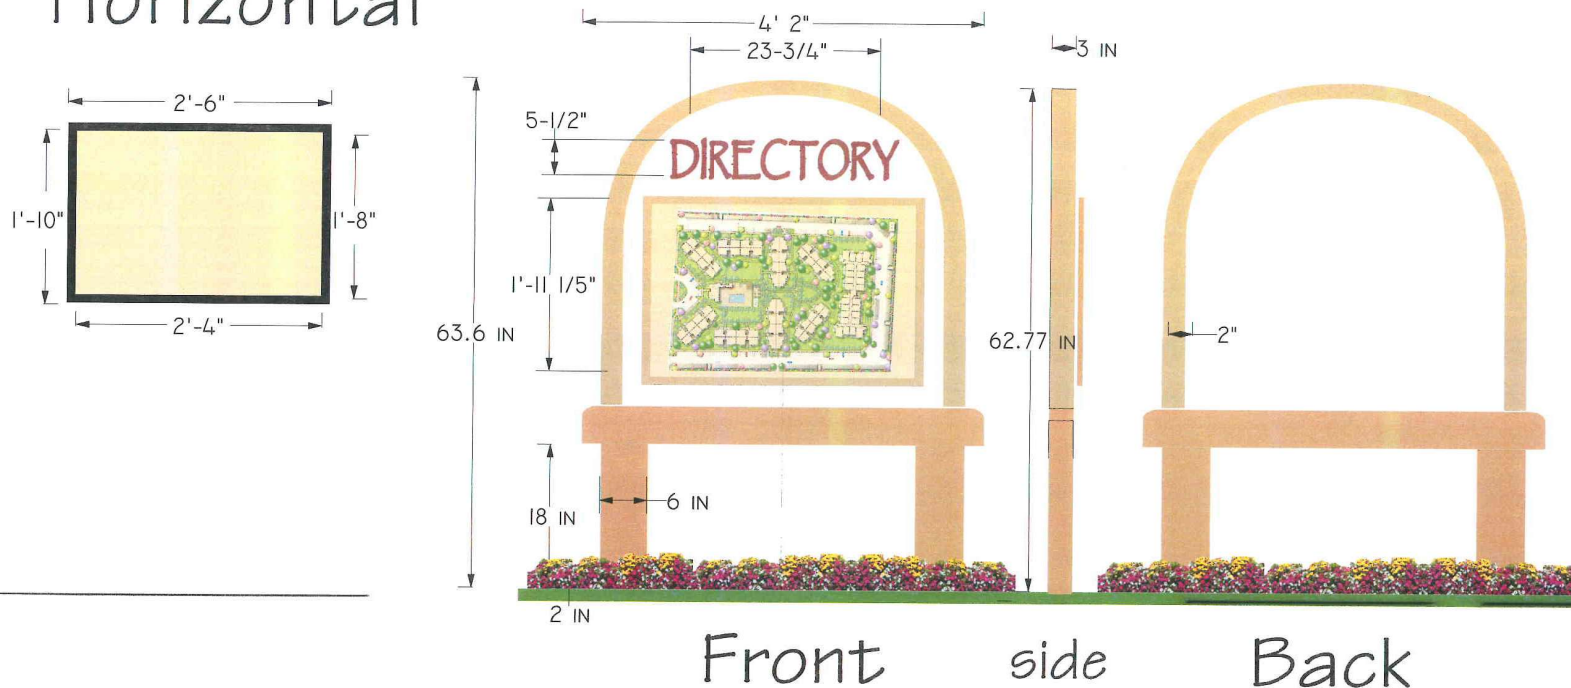 Horizontal
2'-6"
1'-10"
1'-8"
2'-4"
4' 2"
23-3/4"
5-1/2"
DIRECTORY
1'-11 1/5"
63.6 IN
18 IN
6 IN
2 IN
3 IN
62.77 IN
2"
Front
side
Back